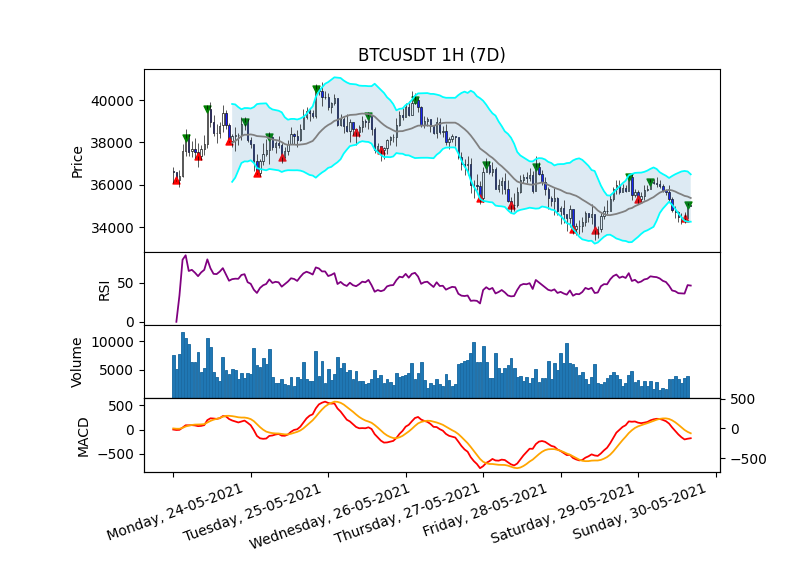 BTCUSDT 1H (7D)
Price
40000
38000
36000
34000
RSI
50
0
Volume
10000
5000
MACD
500
0
−500
500
0
−500
Monday, 24-05-2021
Tuesday, 25-05-2021
Wednesday, 26-05-2021
Thursday, 27-05-2021
Friday, 28-05-2021
Saturday, 29-05-2021
Sunday, 30-05-2021